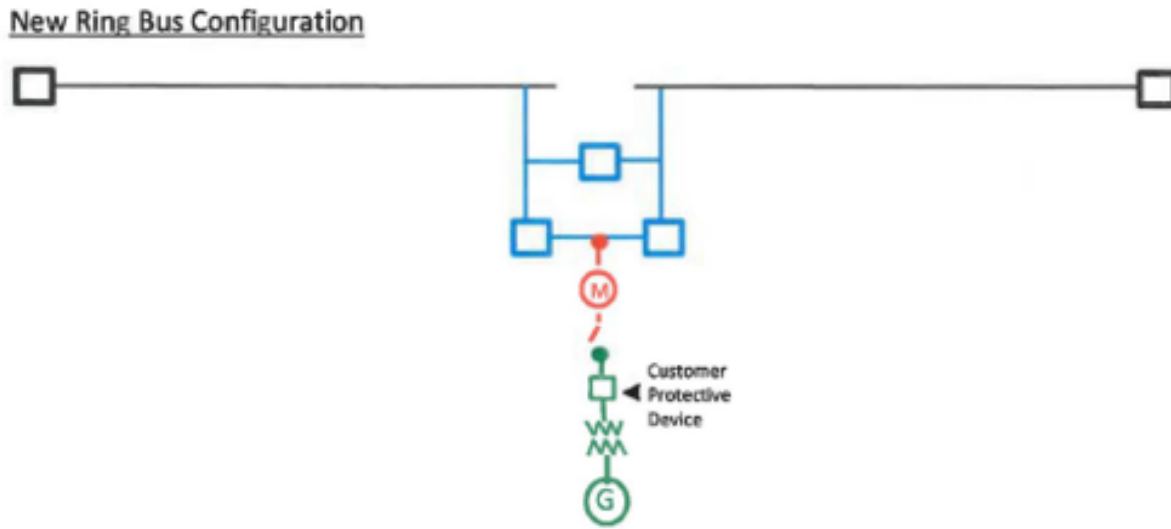 New Ring Bus Configuration
M
Customer
Protective
Device
G